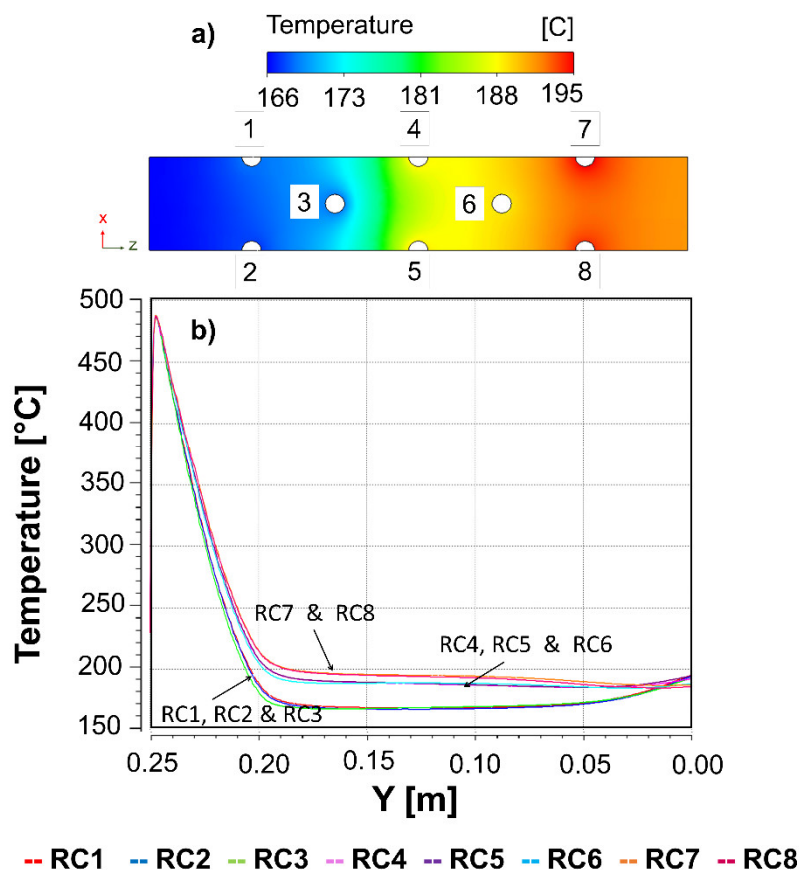 Temperature [C]
a)
166 173 181 188 195
1 4 7
3 6
x
z
2 5 8
b)
500
450
400
350
300
250
200
150
Temperature [°C]
RC7 & RC8
RC4, RC5 & RC6
RC1, RC2 & RC3
0.25 0.20 0.15 0.10 0.05 0.00
Y [m]
RC1 RC2 RC3 RC4 RC5 RC6 RC7 RC8